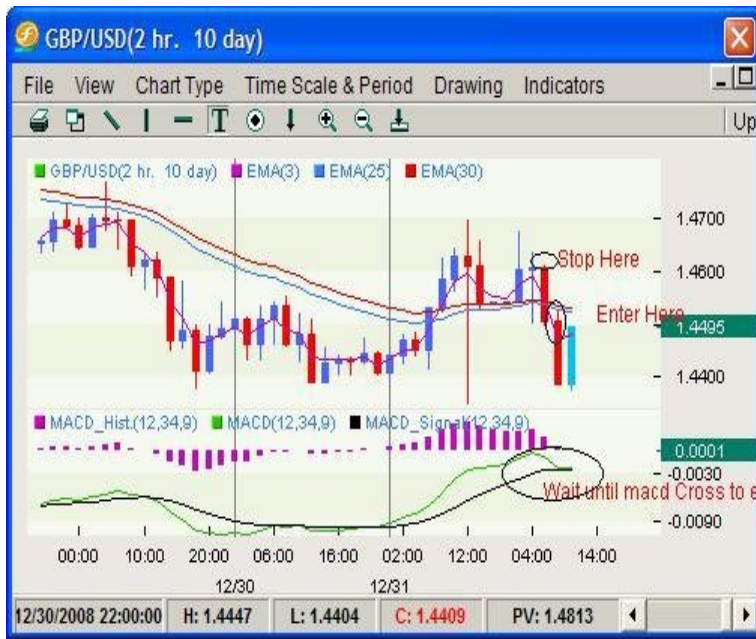 GBP/USD(2 hr. 10 day)
File View Chart Type Time Scale & Period Drawing Indicators
T Up
GBP/USD(2 hr. 10 day) EMA(3) EMA(25) EMA(30)
1.4700
Stop Here
1.4600
Enter Here
1.4495
1.4400
MACD_Hist.(12,34,9) MACD(12,34,9) MACD_Signal(12,34,9)
0.0001
-0.0030
Wait until macd Cross to e
-0.0090
00:00 10:00 20:00 06:00 16:00 02:00 12:00 04:00 14:00
12/30 12/31
12/30/2008 22:00:00 H: 1.4447 L: 1.4404 C: 1.4409 PV: 1.4813